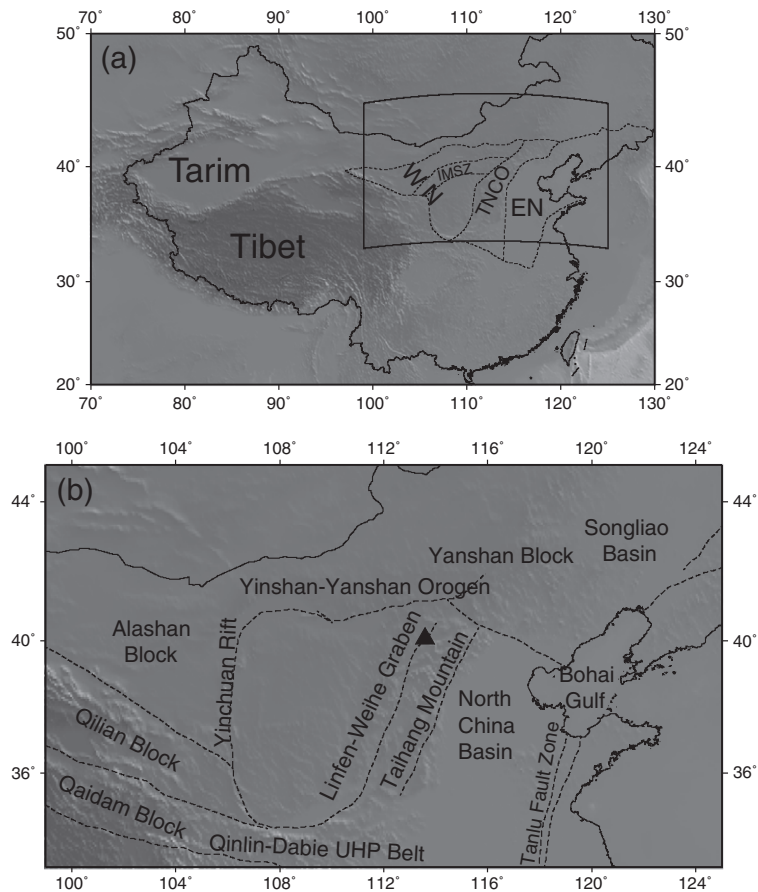 70° 80° 90° 100° 110° 120° 130°
50° 50°
(a)
40° 40°
Tarim
WN
IMSZ
TNCO
EN
Tibet
30° 30°
20° 20°
70° 80° 90° 100° 110° 120° 130°
100° 104° 108° 112° 116° 120° 124°
(b)
44° 44°
Songliao
Basin
Yanshan Block
Yinshan-Yanshan Orogen
Alashan
Block
40° 40°
Yinchuan Rift
Linfen-Weihe Graben
Taihang Mountain
Bohai
Gulf
North
China
Basin
Qilian Block
36° 36°
Qaidam Block
Tanlu Fault Zone
Qinlin-Dabie UHP Belt
100° 104° 108° 112° 116° 120° 124°